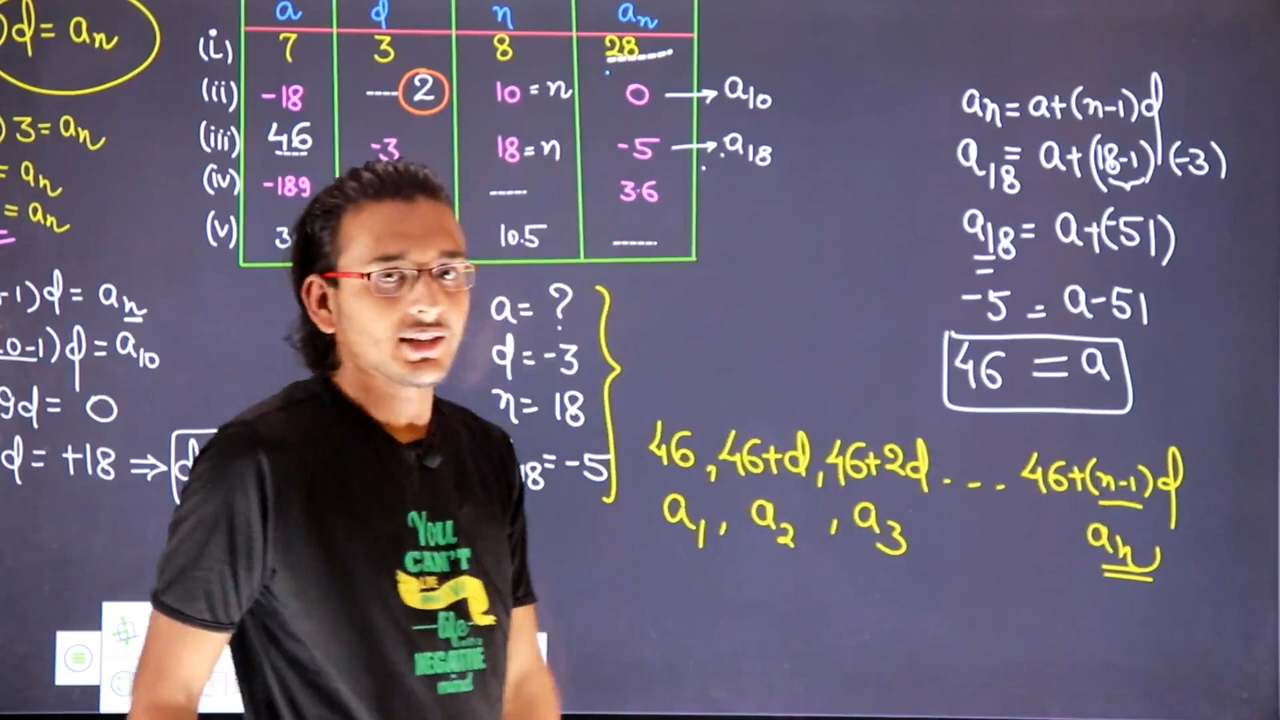 )d = aₙ
) 3 = aₙ
= aₙ
= aₙ
a d n aₙ
(i) 7 3 8 28
(ii) -18 ---- 2 10 = n 0 → a₁₀
(iii) 46 -3 18 = n -5 → a₁₈
(iv) -189 ---- 3.6
(v) 3 10.5 ----
-1)d = aₙ
0-1)d = a₁₀
9d = 0
d = +18 ⇒ d
a = ?
d = -3
n = 18
₁₈ = -5
aₙ = a+(n-1)d
a₁₈ = a+(18-1)(-3)
a₁₈ = a+(-51)
-5 = a-51
46 = a
46, 46+d, 46+2d .... 46+(n-1)d
a₁, a₂, a₃ aₙ
You
CAN'T
life
NEGATIVE
mind